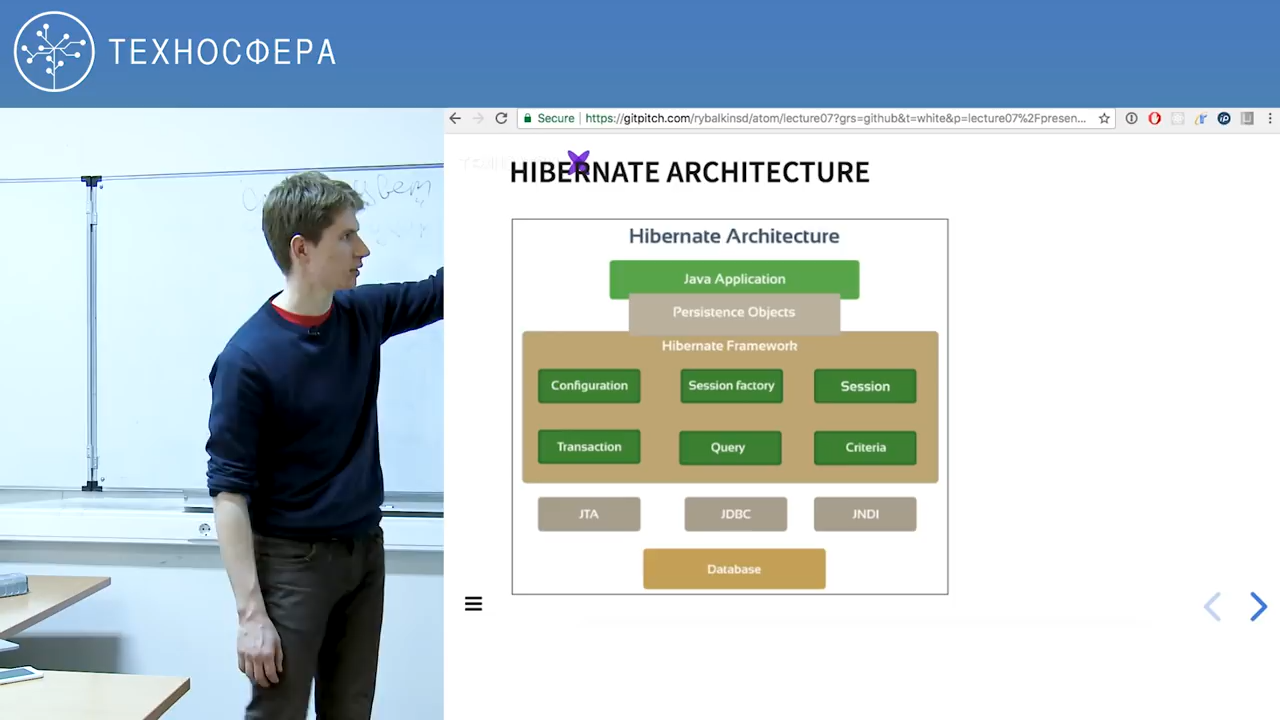 ТЕХНОСФЕРА
Secure
https://gitpitch.com/rybalkinsd/atom/lecture07?grs=github&t=white&p=lecture07%2Fpresen...
HIBERNATE ARCHITECTURE
Hibernate Architecture
Java Application
Persistence Objects
Hibernate Framework
Configuration
Session factory
Session
Transaction
Query
Criteria
JTA
JDBC
JNDI
Database